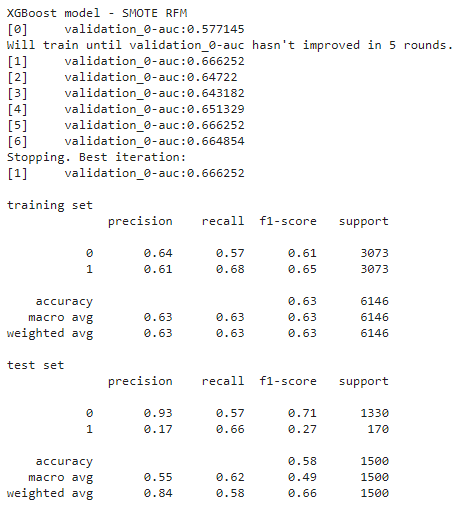 XGBoost model - SMOTE RFM
[0] validation_0-auc:0.577145
Will train until validation_0-auc hasn't improved in 5 rounds.
[1] validation_0-auc:0.666252
[2] validation_0-auc:0.64722
[3] validation_0-auc:0.643182
[4] validation_0-auc:0.651329
[5] validation_0-auc:0.666252
[6] validation_0-auc:0.664854
Stopping. Best iteration:
[1] validation_0-auc:0.666252
training set
precision recall f1-score support
0 0.64 0.57 0.61 3073
1 0.61 0.68 0.65 3073
accuracy 0.63 6146
macro avg 0.63 0.63 0.63 6146
weighted avg 0.63 0.63 0.63 6146
test set
precision recall f1-score support
0 0.93 0.57 0.71 1330
1 0.17 0.66 0.27 170
accuracy 0.58 1500
macro avg 0.55 0.62 0.49 1500
weighted avg 0.84 0.58 0.66 1500